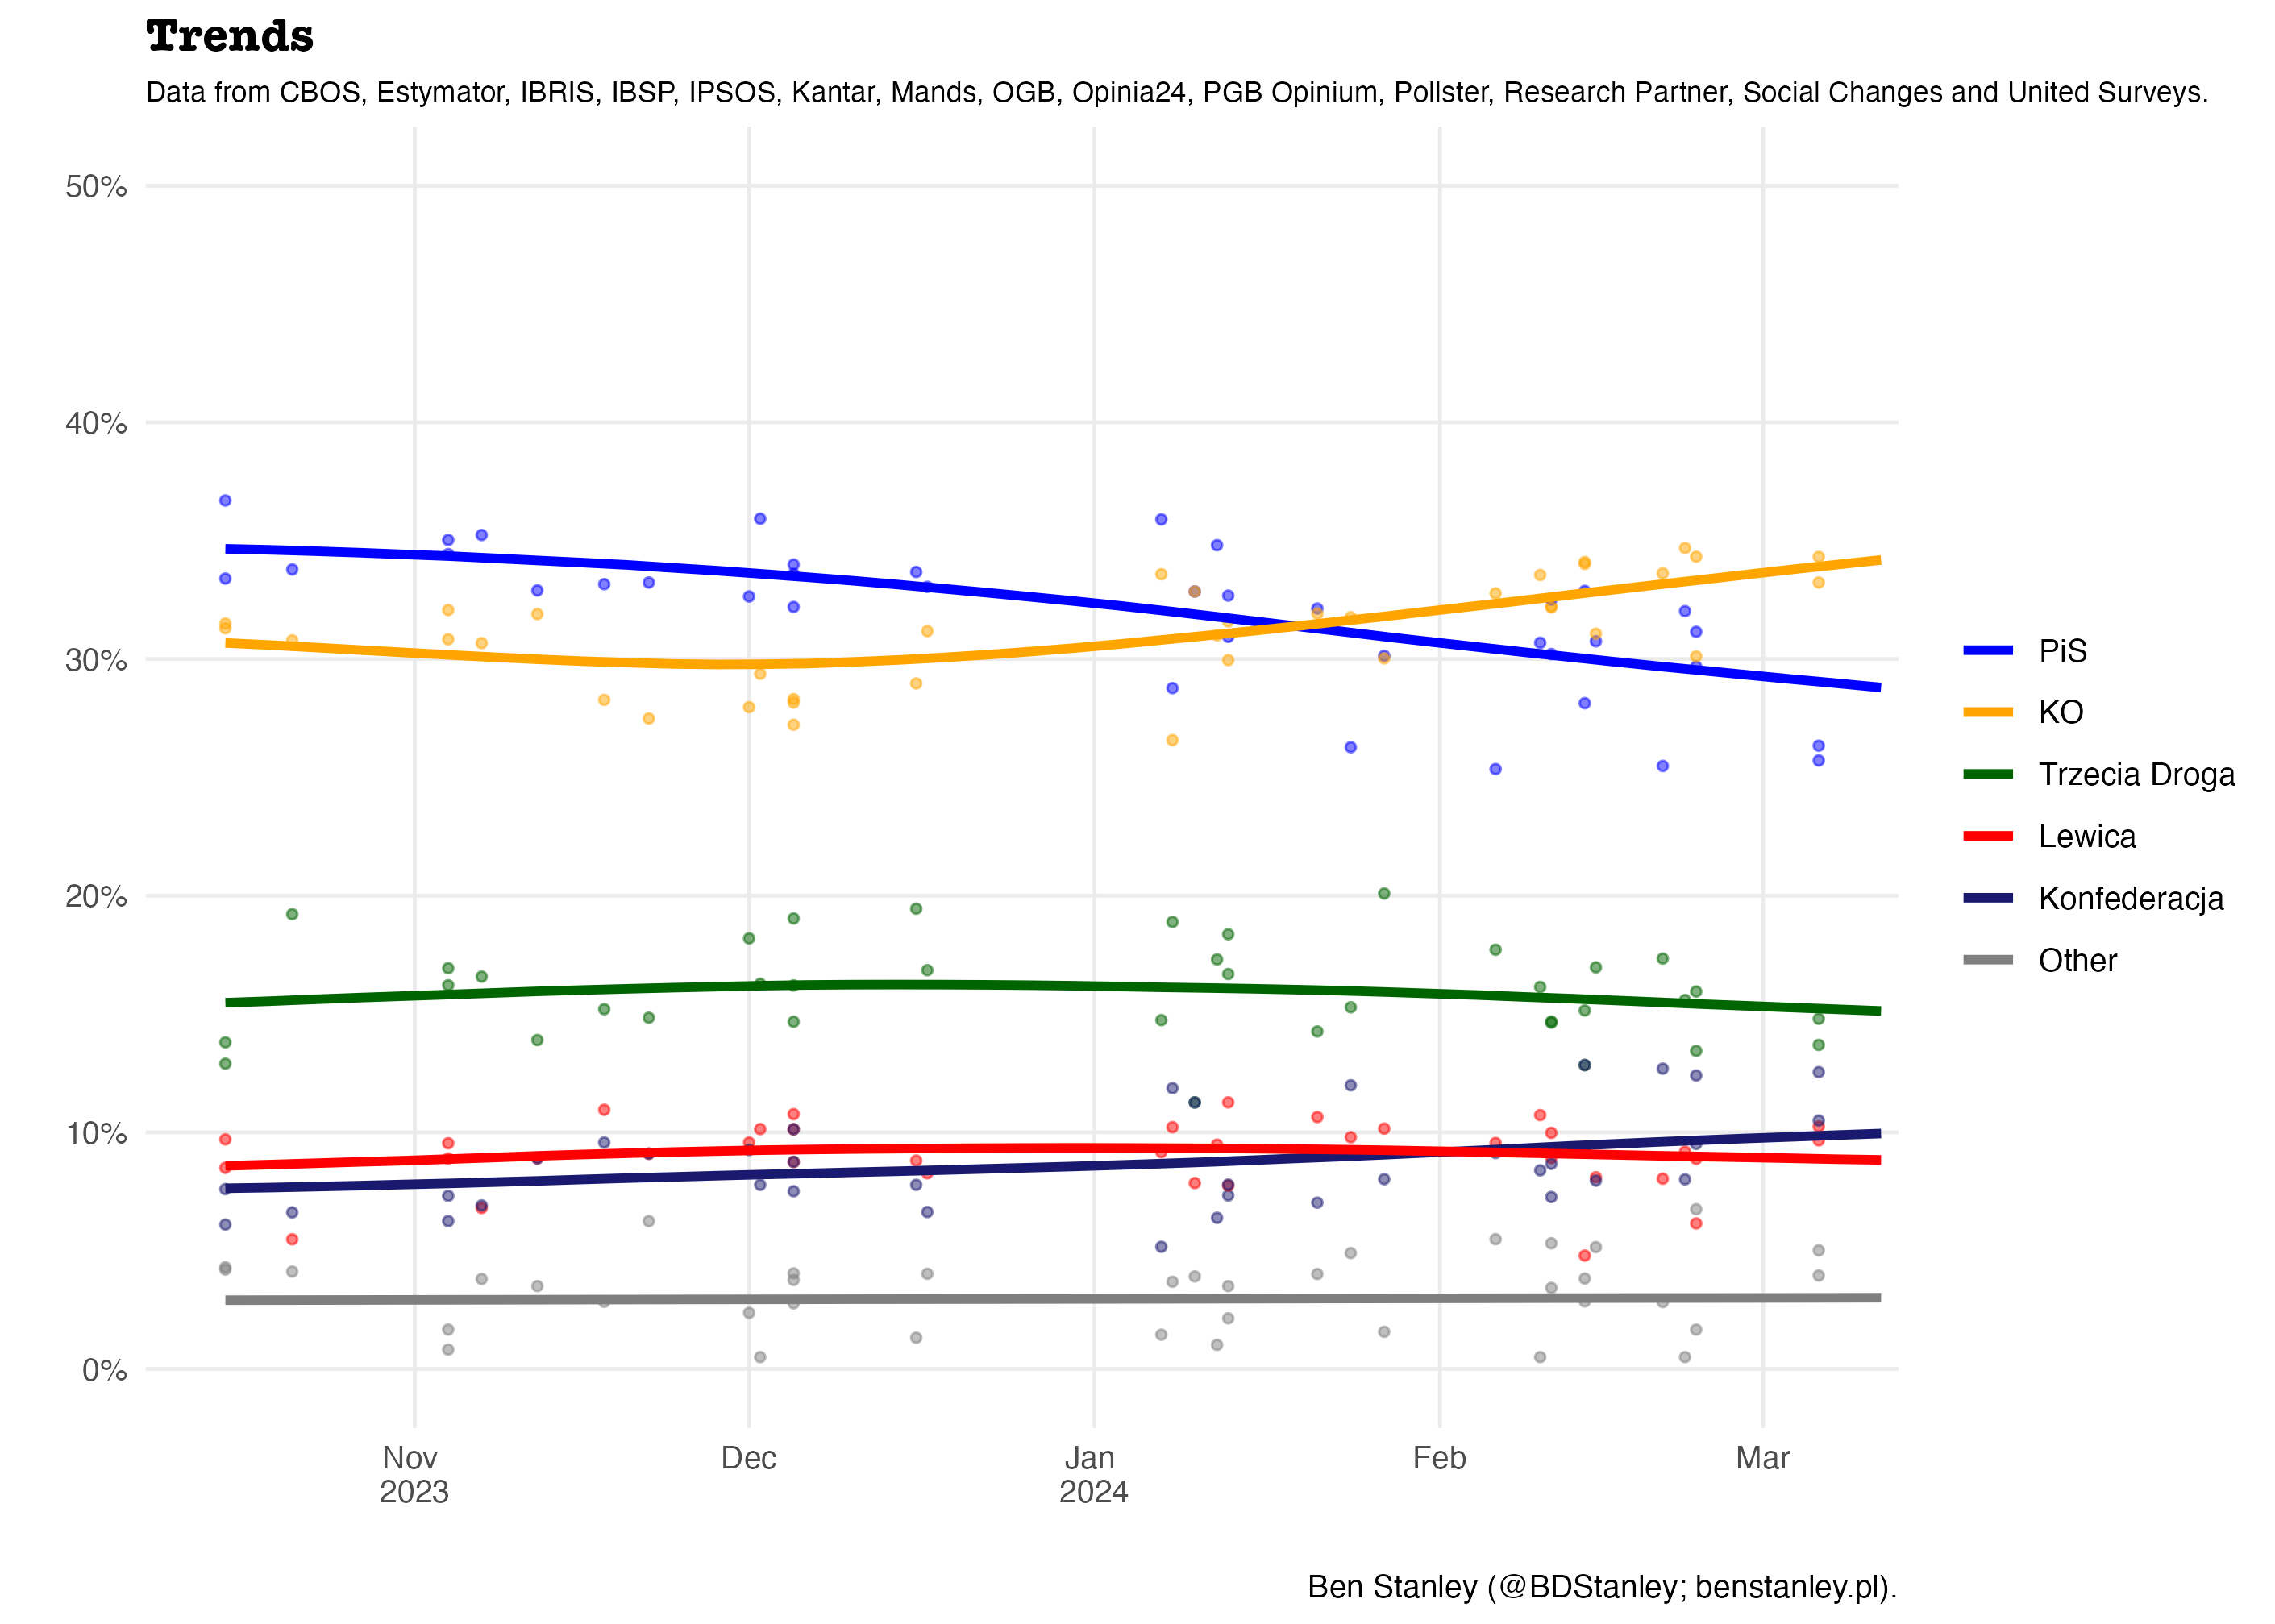 Trends
Data from CBOS, Estymator, IBRIS, IBSP, IPSOS, Kantar, Mands, OGB, Opinia24, PGB Opinium, Pollster, Research Partner, Social Changes and United Surveys.
50%
40%
30%
20%
10%
0%
Nov
2023
Dec
Jan
2024
Feb
Mar
PiS
KO
Trzecia Droga
Lewica
Konfederacja
Other
Ben Stanley (@BDStanley; benstanley.pl).